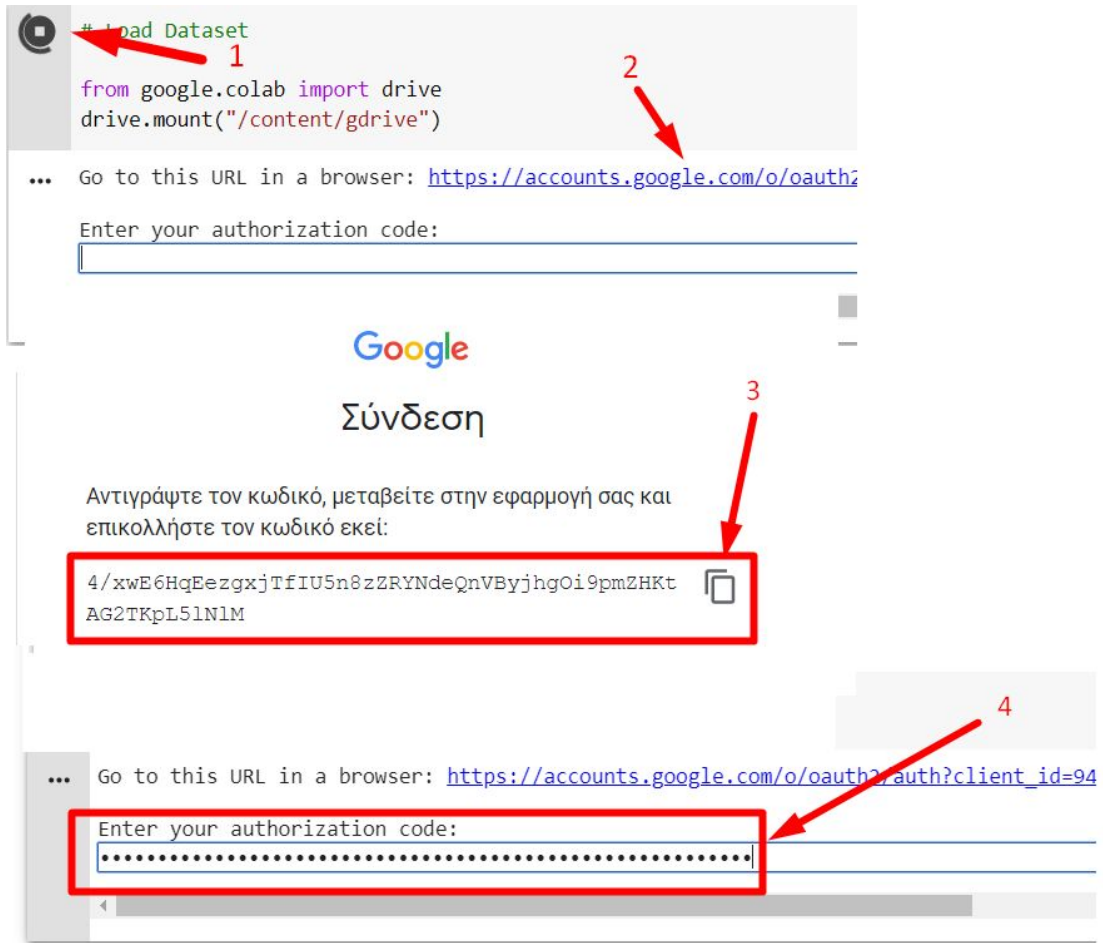 # Load Dataset
1
from google.colab import drive
drive.mount("/content/gdrive")
2
Go to this URL in a browser: https://accounts.google.com/o/oauth2
Enter your authorization code:
Google
Σύνδεση
3
Αντιγράψτε τον κωδικό, μεταβείτε στην εφαρμογή σας και
επικολλήστε τον κωδικό εκεί:
4/xwE6HqEezgxjTfIU5n8zZRYNdeQnVByjhgOi9pmZHKt
AG2TKpL5lNlM
4
Go to this URL in a browser: https://accounts.google.com/o/oauth2/auth?client_id=94
Enter your authorization code: